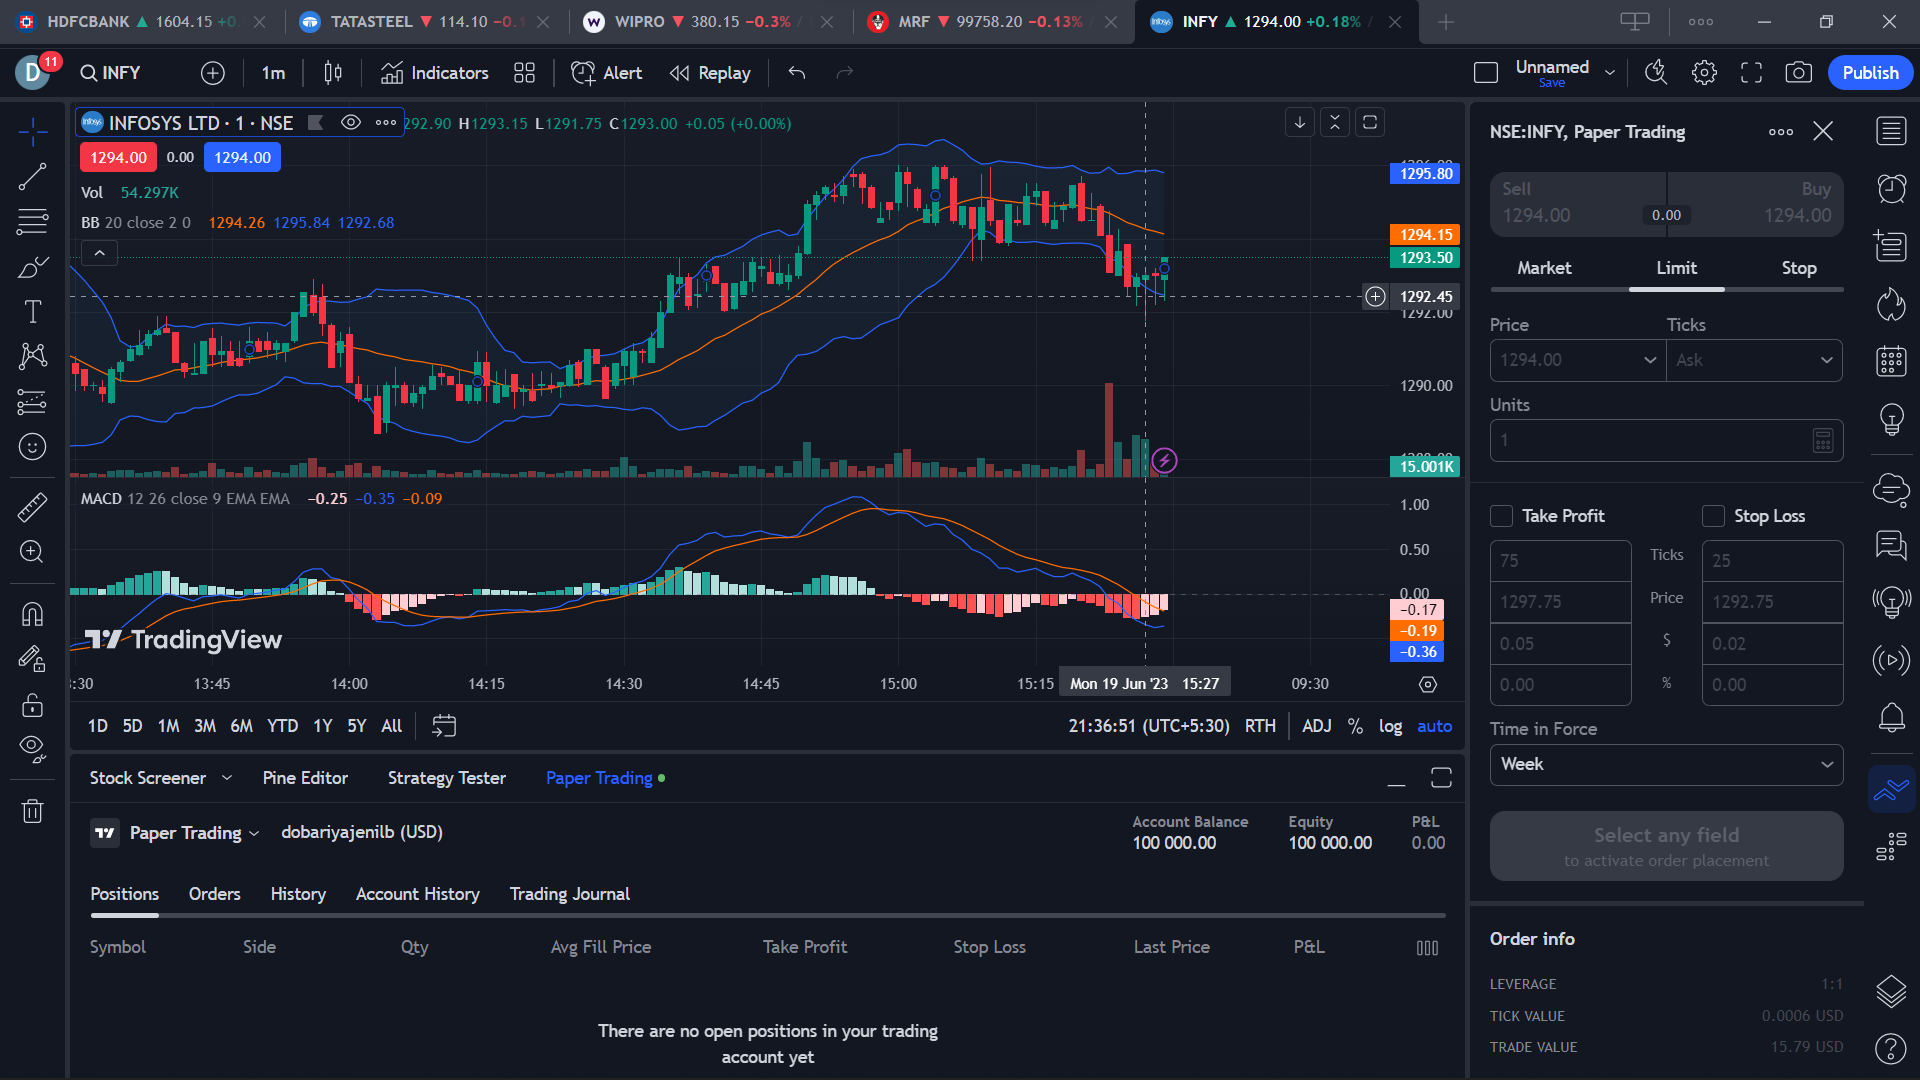 HDFCBANK ▲ 1604.15 +0.
TATASTEEL ▼ 114.10 −0.1
WIPRO ▼ 380.15 −0.3% /
MRF ▼ 99758.20 −0.13% /
INFY ▲ 1294.00 +0.18% /
D 11 INFY 1m Indicators Alert Replay Unnamed Save Publish
INFOSYS LTD · 1 · NSE 292.90 H1293.15 L1291.75 C1293.00 +0.05 (+0.00%)
1294.00 0.00 1294.00
Vol 54.297K
BB 20 close 2 0 1294.26 1295.84 1292.68
1295.80
1294.15
1293.50
1292.45
1292.00
1290.00
15.001K
MACD 12 26 close 9 EMA EMA −0.25 −0.35 −0.09
1.00
0.50
0.00
−0.17
−0.19
−0.36
TradingView
:30 13:45 14:00 14:15 14:30 14:45 15:00 15:15 Mon 19 Jun '23 15:27 09:30
1D 5D 1M 3M 6M YTD 1Y 5Y All 21:36:51 (UTC+5:30) RTH ADJ % log auto
Stock Screener Pine Editor Strategy Tester Paper Trading
Paper Trading dobariyajenilb (USD)
Account Balance Equity P&L
100 000.00 100 000.00 0.00
Positions Orders History Account History Trading Journal
Symbol Side Qty Avg Fill Price Take Profit Stop Loss Last Price P&L
There are no open positions in your trading
account yet
NSE:INFY, Paper Trading
Sell Buy
1294.00 0.00 1294.00
Market Limit Stop
Price Ticks
1294.00 Ask
Units
1
Take Profit Stop Loss
75 Ticks 25
1297.75 Price 1292.75
0.05 $ 0.02
0.00 % 0.00
Time in Force
Week
Select any field
to activate order placement
Order info
LEVERAGE 1:1
TICK VALUE 0.0006 USD
TRADE VALUE 15.79 USD